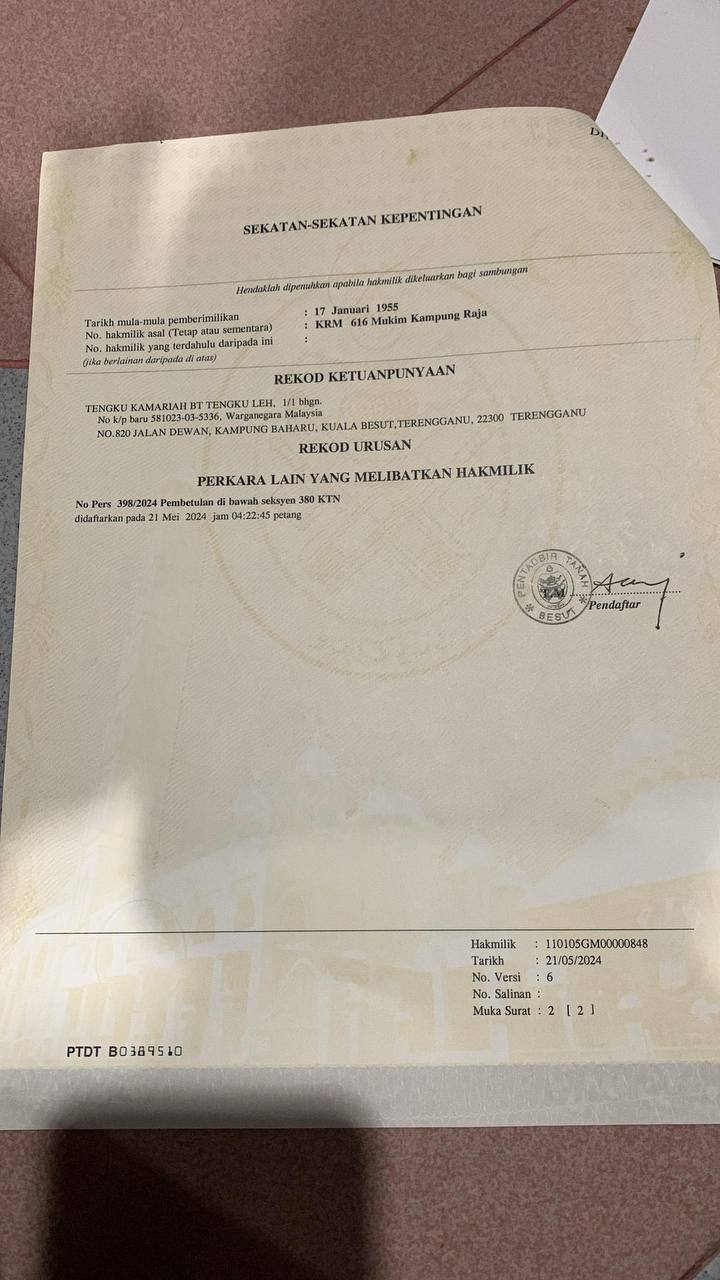 SEKATAN-SEKATAN KEPENTINGAN
Hendaklah dipenuhkan apabila hakmilik dikeluarkan bagi sambungan
Tarikh mula-mula pemberimilikan : 17 Januari 1955
No. hakmilik asal (Tetap atau sementara) : KRM 616 Mukim Kampung Raja
No. hakmilik yang terdahulu daripada ini :
(jika berlainan daripada di atas)
REKOD KETUANPUNYAAN
TENGKU KAMARIAH BT TENGKU LEH, 1/1 bhgn.
No k/p baru 581023-03-5336, Warganegara Malaysia
NO.820 JALAN DEWAN, KAMPUNG BAHARU, KUALA BESUT,TERENGGANU, 22300 TERENGGANU
REKOD URUSAN
PERKARA LAIN YANG MELIBATKAN HAKMILIK
No Pers 398/2024 Pembetulan di bawah seksyen 380 KTN
didaftarkan pada 21 Mei 2024 jam 04:22:45 petang
PENTADBIR TANAH
T.M
BESUT
Pendaftar
Hakmilik : 110105GM00000848
Tarikh : 21/05/2024
No. Versi : 6
No. Salinan :
Muka Surat : 2 [ 2 ]
PTDT B0389510